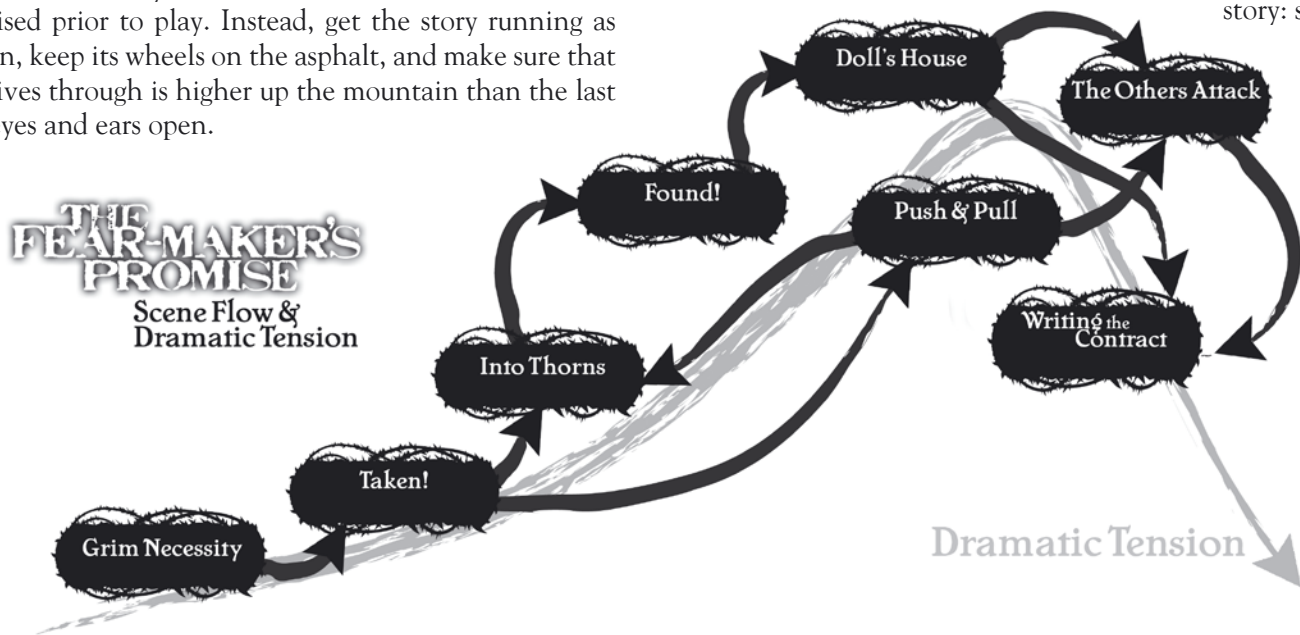 ised prior to play. Instead, get the story running as
n, keep its wheels on the asphalt, and make sure that
ives through is higher up the mountain than the last
yes and ears open.
story: s
Doll's House
The Others Attack
Found!
Push & Pull
THE
FEAR-MAKER'S
PROMISE
Scene Flow &
Dramatic Tension
Writing the
Contract
Into Thorns
Taken!
Grim Necessity
Dramatic Tension